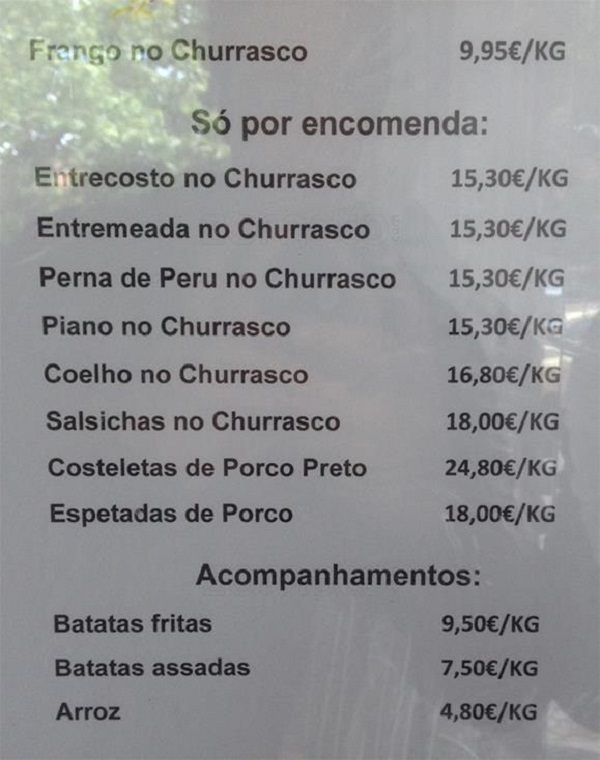 Frango no Churrasco 9,95€/KG
Só por encomenda:
Entrecosto no Churrasco 15,30€/KG
Entremeada no Churrasco 15,30€/KG
Perna de Peru no Churrasco 15,30€/KG
Piano no Churrasco 15,30€/KG
Coelho no Churrasco 16,80€/KG
Salsichas no Churrasco 18,00€/KG
Costeletas de Porco Preto 24,80€/KG
Espetadas de Porco 18,00€/KG
Acompanhamentos:
Batatas fritas 9,50€/KG
Batatas assadas 7,50€/KG
Arroz 4,80€/KG